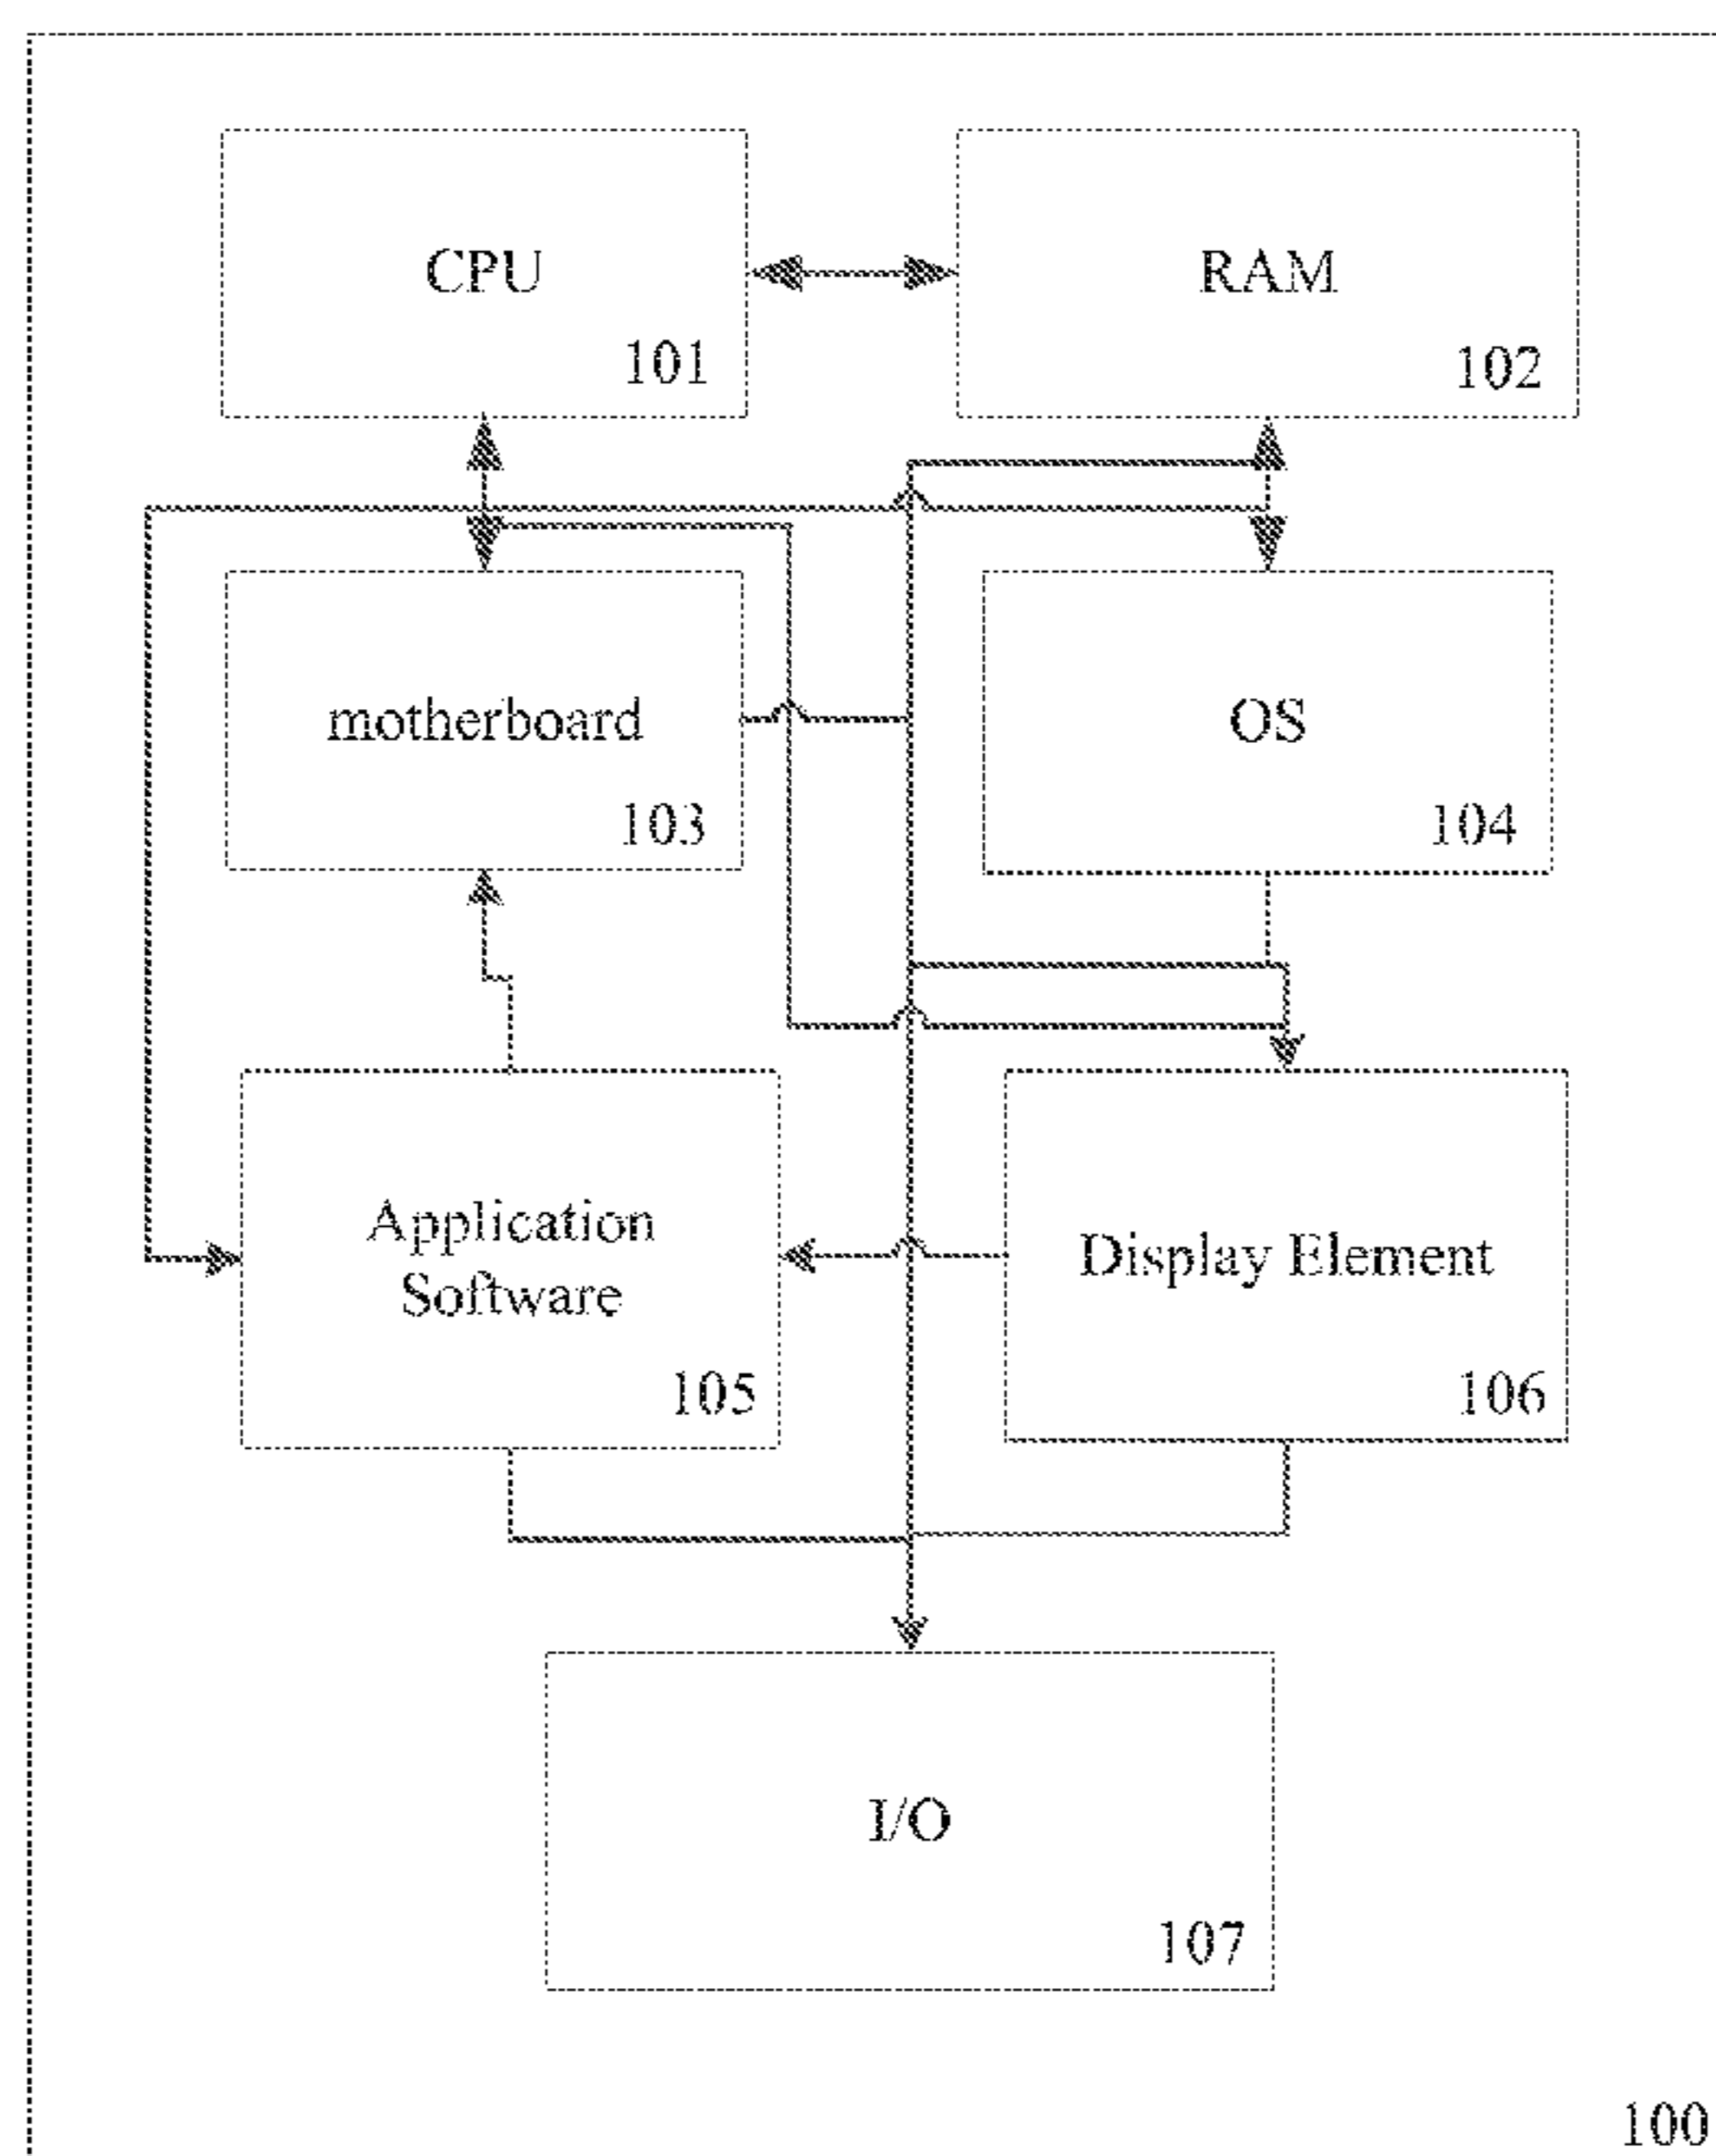 CPU
101
RAM
102
motherboard
103
OS
104
Application
Software
105
Display Element
106
I/O
107
100